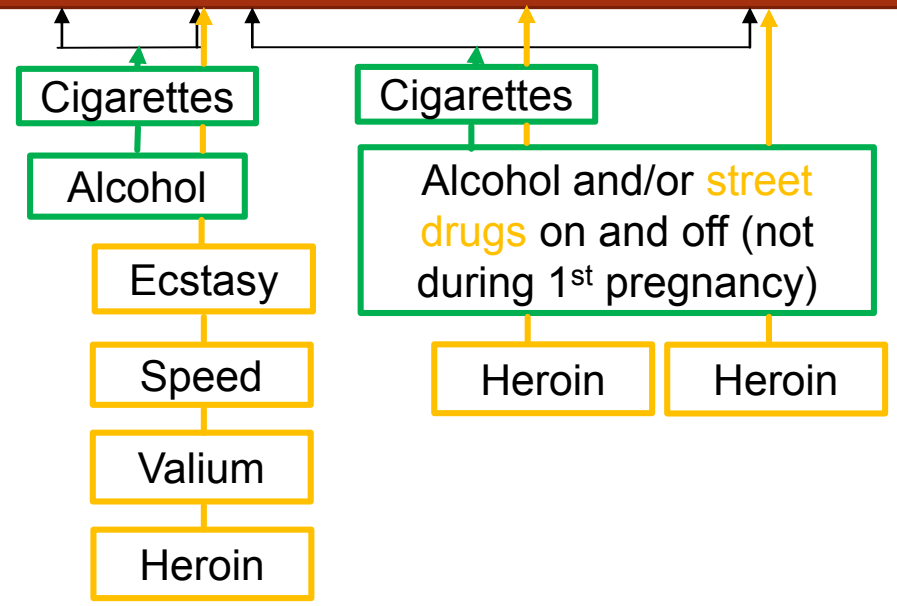 Cigarettes
Alcohol
Ecstasy
Speed
Valium
Heroin
Cigarettes
Alcohol and/or street
drugs on and off (not
during 1st pregnancy)
Heroin
Heroin